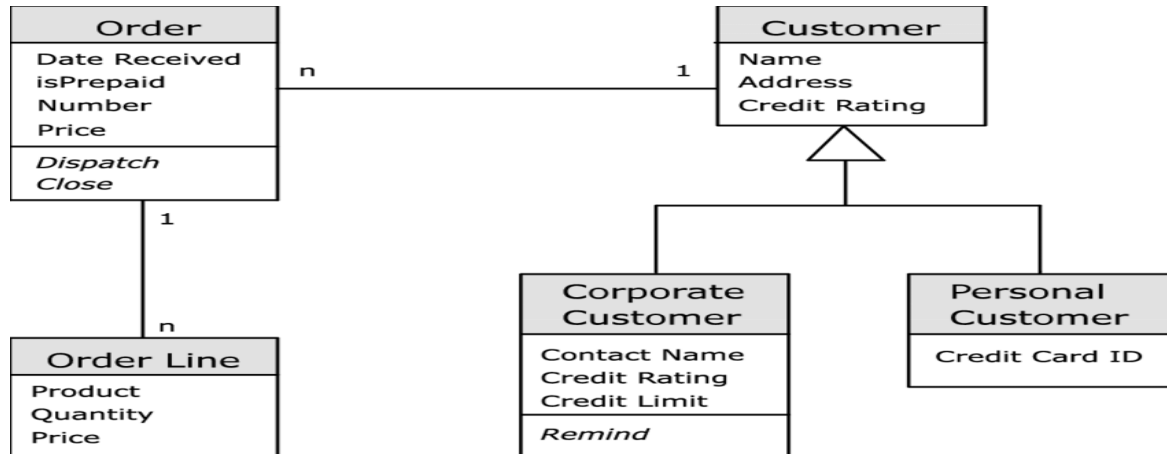 Order
Date Received
isPrepaid
Number
Price
Dispatch
Close
n
1
Customer
Name
Address
Credit Rating
1
n
Order Line
Product
Quantity
Price
Corporate
Customer
Contact Name
Credit Rating
Credit Limit
Remind
Personal
Customer
Credit Card ID